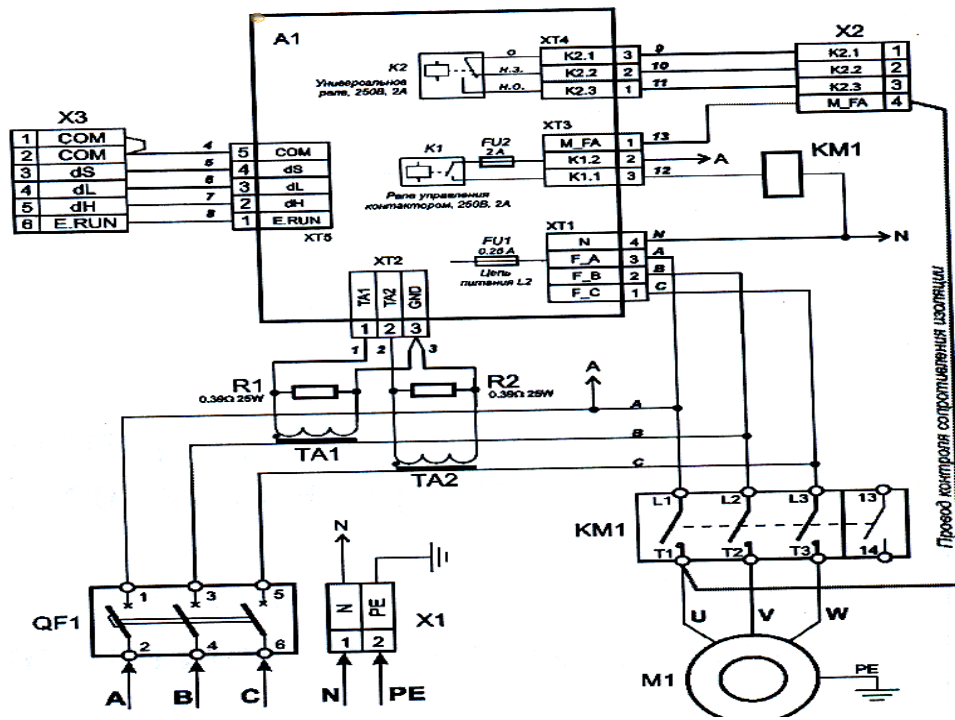 A1
X2
XT4
K2
Универсальное
реле, 250В, 2А
о
н.з.
н.о.
K2.1 3 9
K2.2 2 10
K2.3 1 11
K2.1 1
K2.2 2
K2.3 3
M_FA 4
X3
1 COM
2 COM
3 dS
4 dL
5 dH
6 E.RUN
4
5
6
7
8
5 COM
4 dS
3 dL
2 dH
1 E.RUN
XT5
XT3
K1
FU2
2A
Реле управления
контактором, 250В, 2А
M_FA 1 13
K1.2 2 A
K1.1 3 12
KM1
XT1
FU1
0.25 A
Цепь
питания L2
N 4 N N
F_A 3 A
F_B 2 B
F_C 1 C
XT2
TA1 TA2 GND
1 2 3
1 2 3
R1
0.39Ω 25W
R2
0.39Ω 25W
A
A
B
C
TA1
TA2
Провод контроля сопротивления изоляции
L1 L2 L3 13
KM1
T1 T2 T3 14
N
1 3 5
QF1
2 4 6
N PE
1 2
X1
A B C N PE
U V W
M1
PE